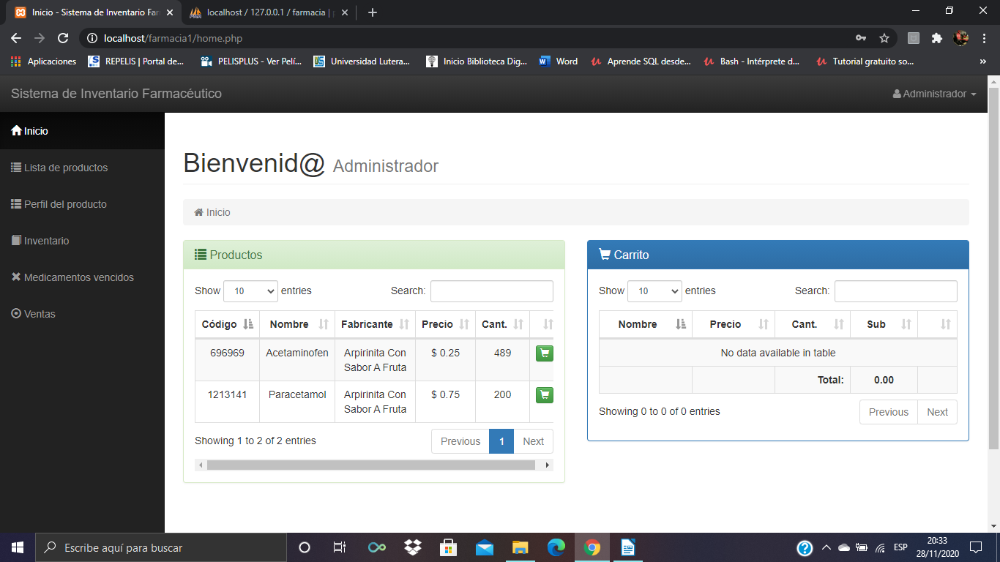 Inicio - Sistema de Inventario Far
localhost / 127.0.0.1 / farmacia | p
localhost/farmacia1/home.php
Aplicaciones
REPELIS | Portal de...
PELISPLUS - Ver Pelí...
Universidad Lutera...
Inicio Biblioteca Dig...
Word
Aprende SQL desde...
Bash - Intérprete d...
Tutorial gratuito so...
»
Sistema de Inventario Farmacéutico
Administrador
Inicio
Lista de productos
Perfil del producto
Inventario
Medicamentos vencidos
Ventas
Bienvenid@ Administrador
Inicio
Productos
Show 10 entries
Search:
Código Nombre Fabricante Precio Cant.
696969 Acetaminofen Arpirinita Con $ 0.25 489
Sabor A Fruta
1213141 Paracetamol Arpirinita Con $ 0.75 200
Sabor A Fruta
Showing 1 to 2 of 2 entries
Previous 1 Next
Carrito
Show 10 entries
Search:
Nombre Precio Cant. Sub
No data available in table
Total: 0.00
Showing 0 to 0 of 0 entries
Previous Next
Escribe aquí para buscar
ESP
20:33
28/11/2020